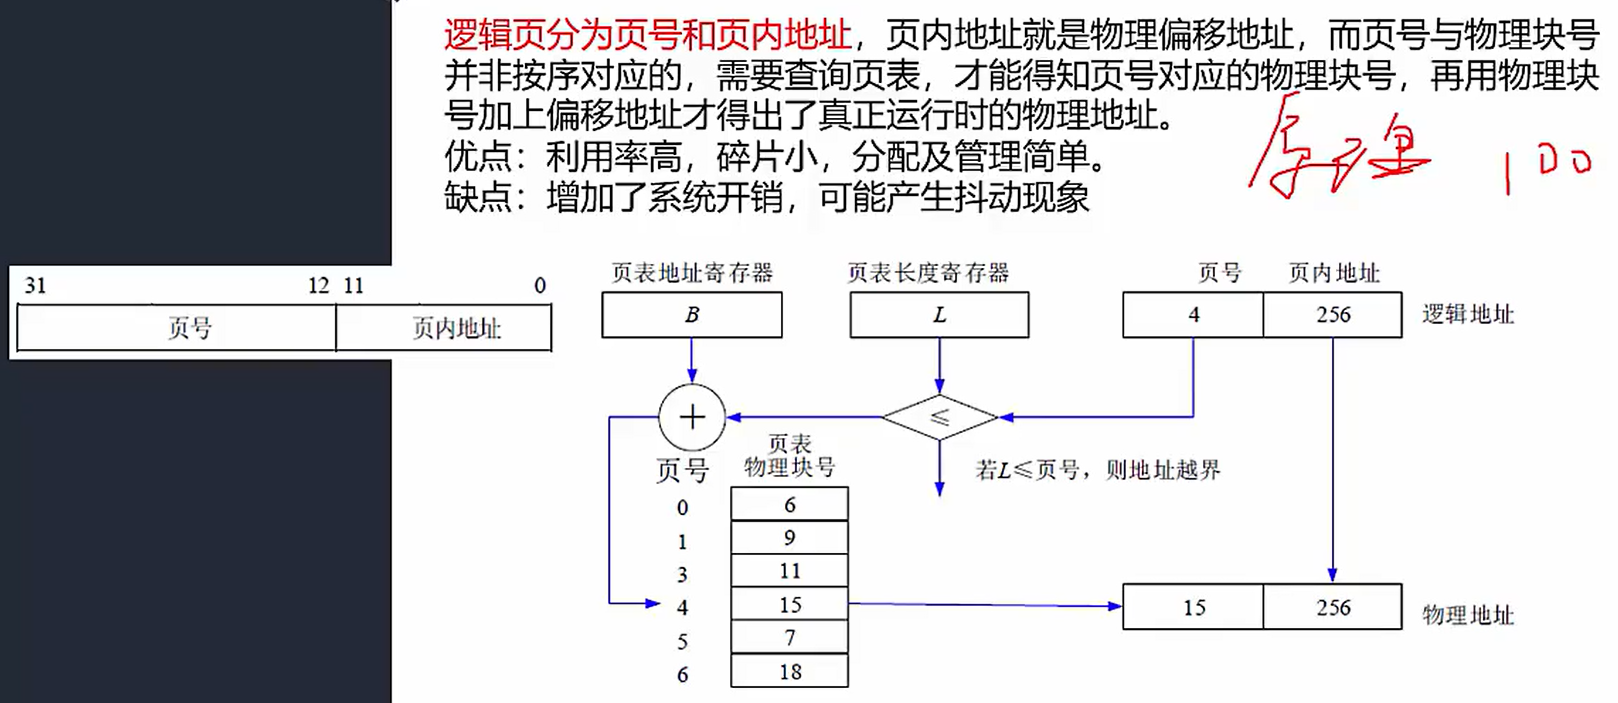 逻辑页分为页号和页内地址，页内地址就是物理偏移地址，而页号与物理块号
并非按序对应的，需要查询页表，才能得知页号对应的物理块号，再用物理块
号加上偏移地址才得出了真正运行时的物理地址。
优点：利用率高，碎片小，分配及管理简单。
缺点：增加了系统开销，可能产生抖动现象
原理 100
31 12 11 0
页号 页内地址
页表地址寄存器 页表长度寄存器 页号 页内地址
B L 4 256 逻辑地址
+ ≤
页表
页号 物理块号
若L≤页号，则地址越界
0 6
1 9
3 11
4 15
5 7
6 18
15 256 物理地址